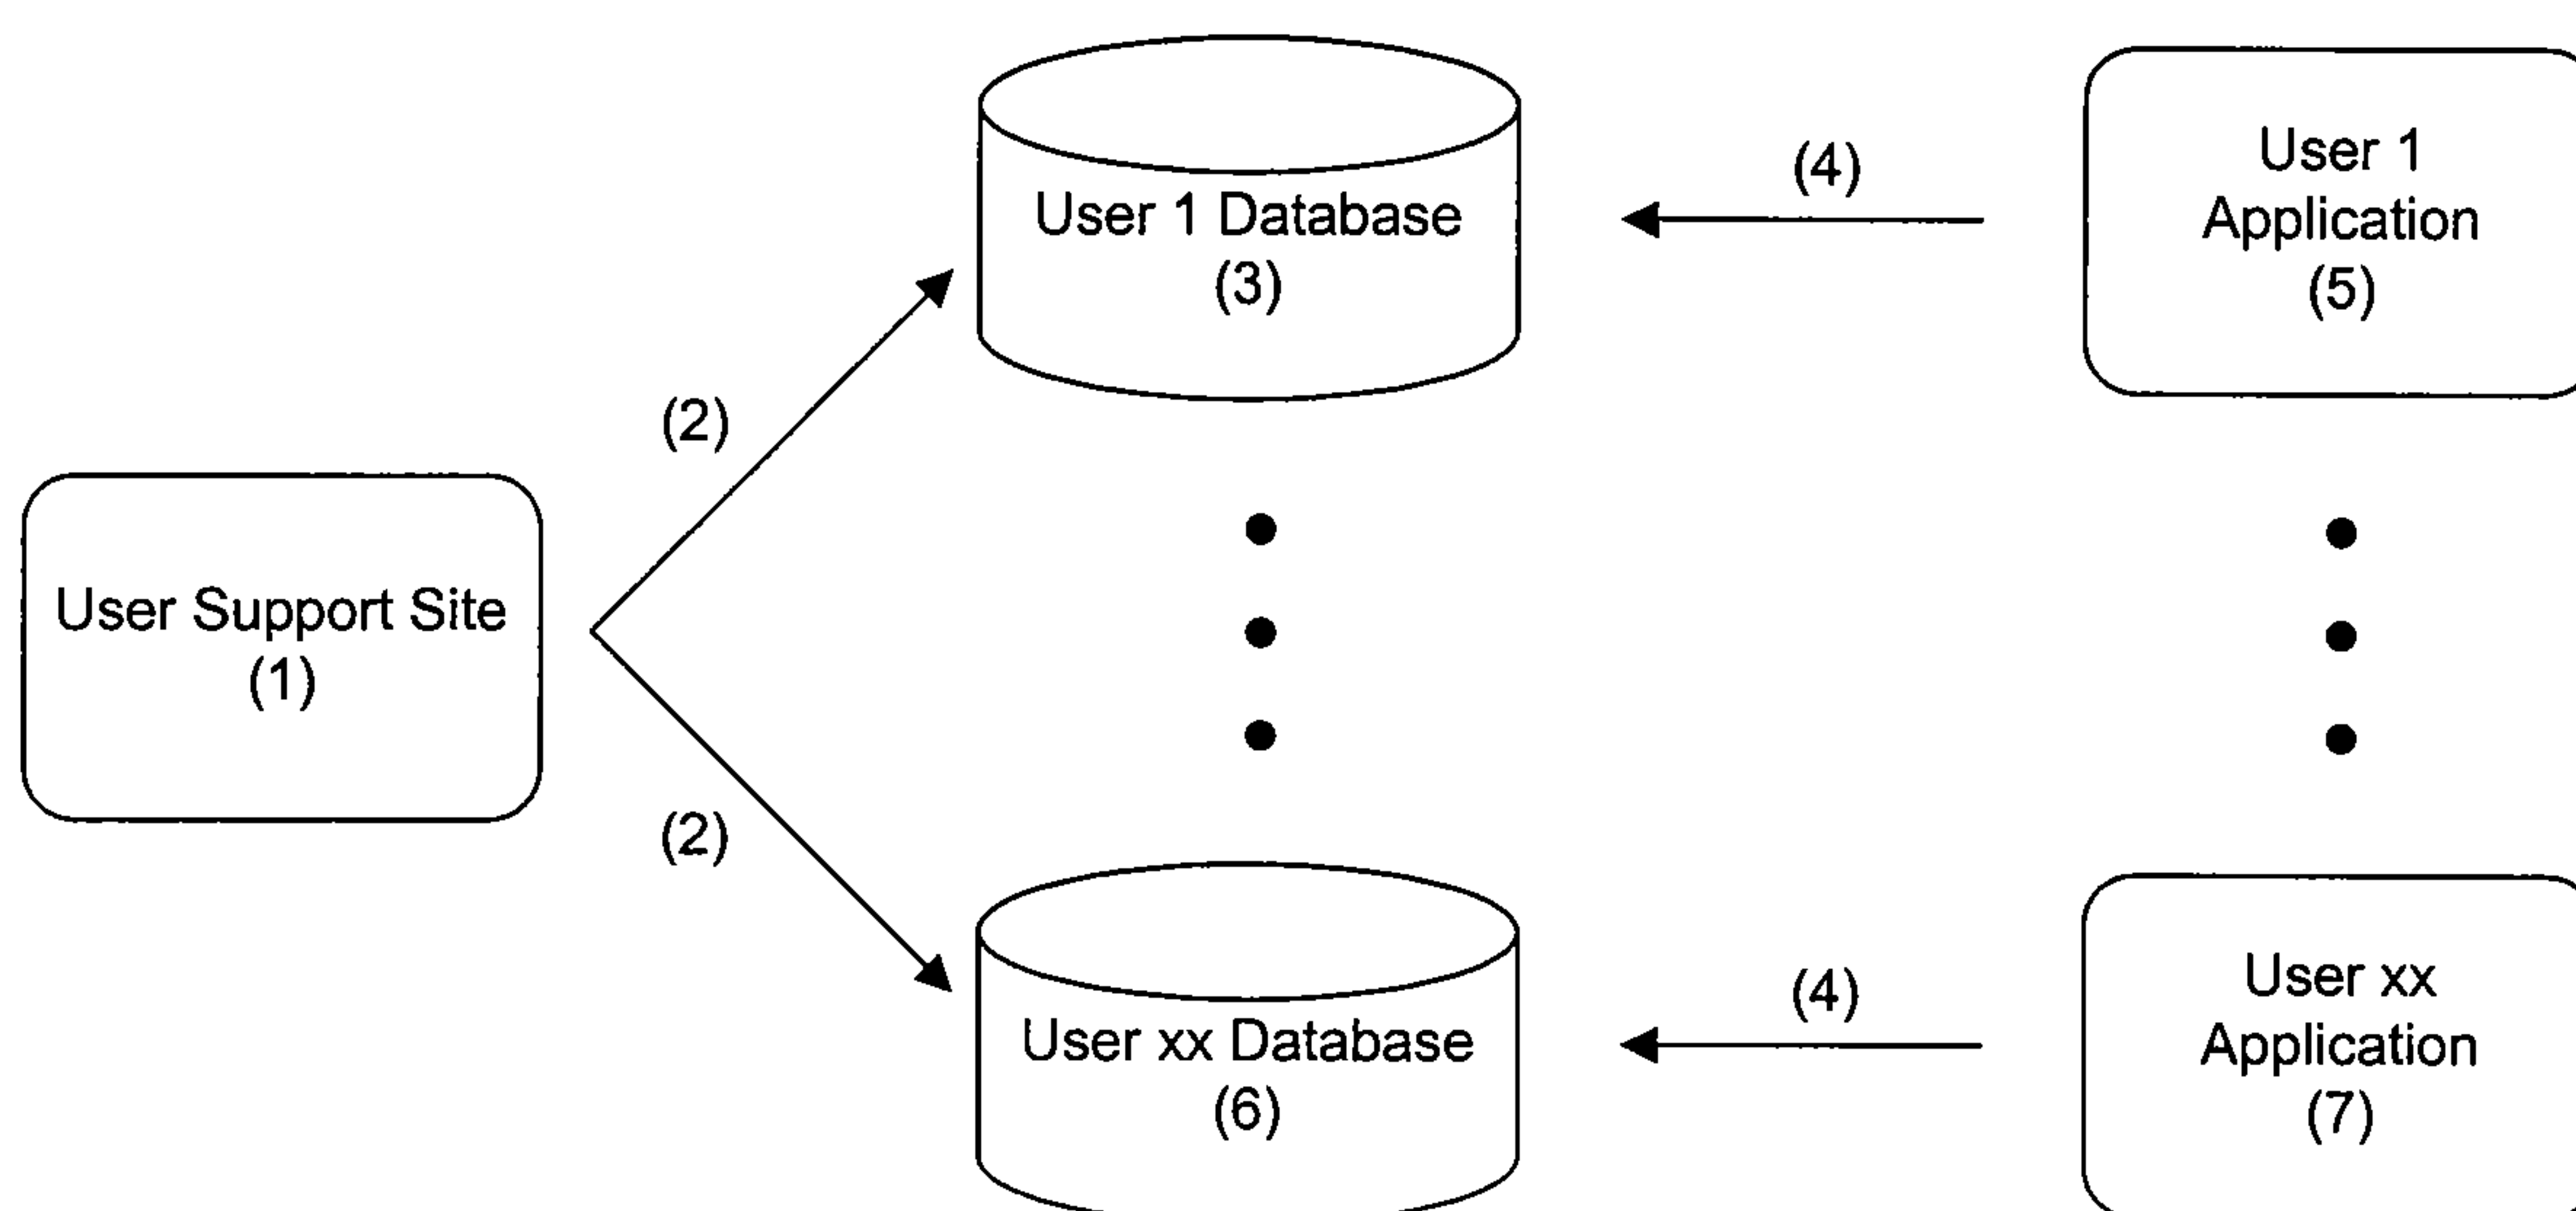 User 1 Database
(3)
(4)
User 1
Application
(5)
(2)
User Support Site
(1)
(2)
User xx Database
(6)
(4)
User xx
Application
(7)